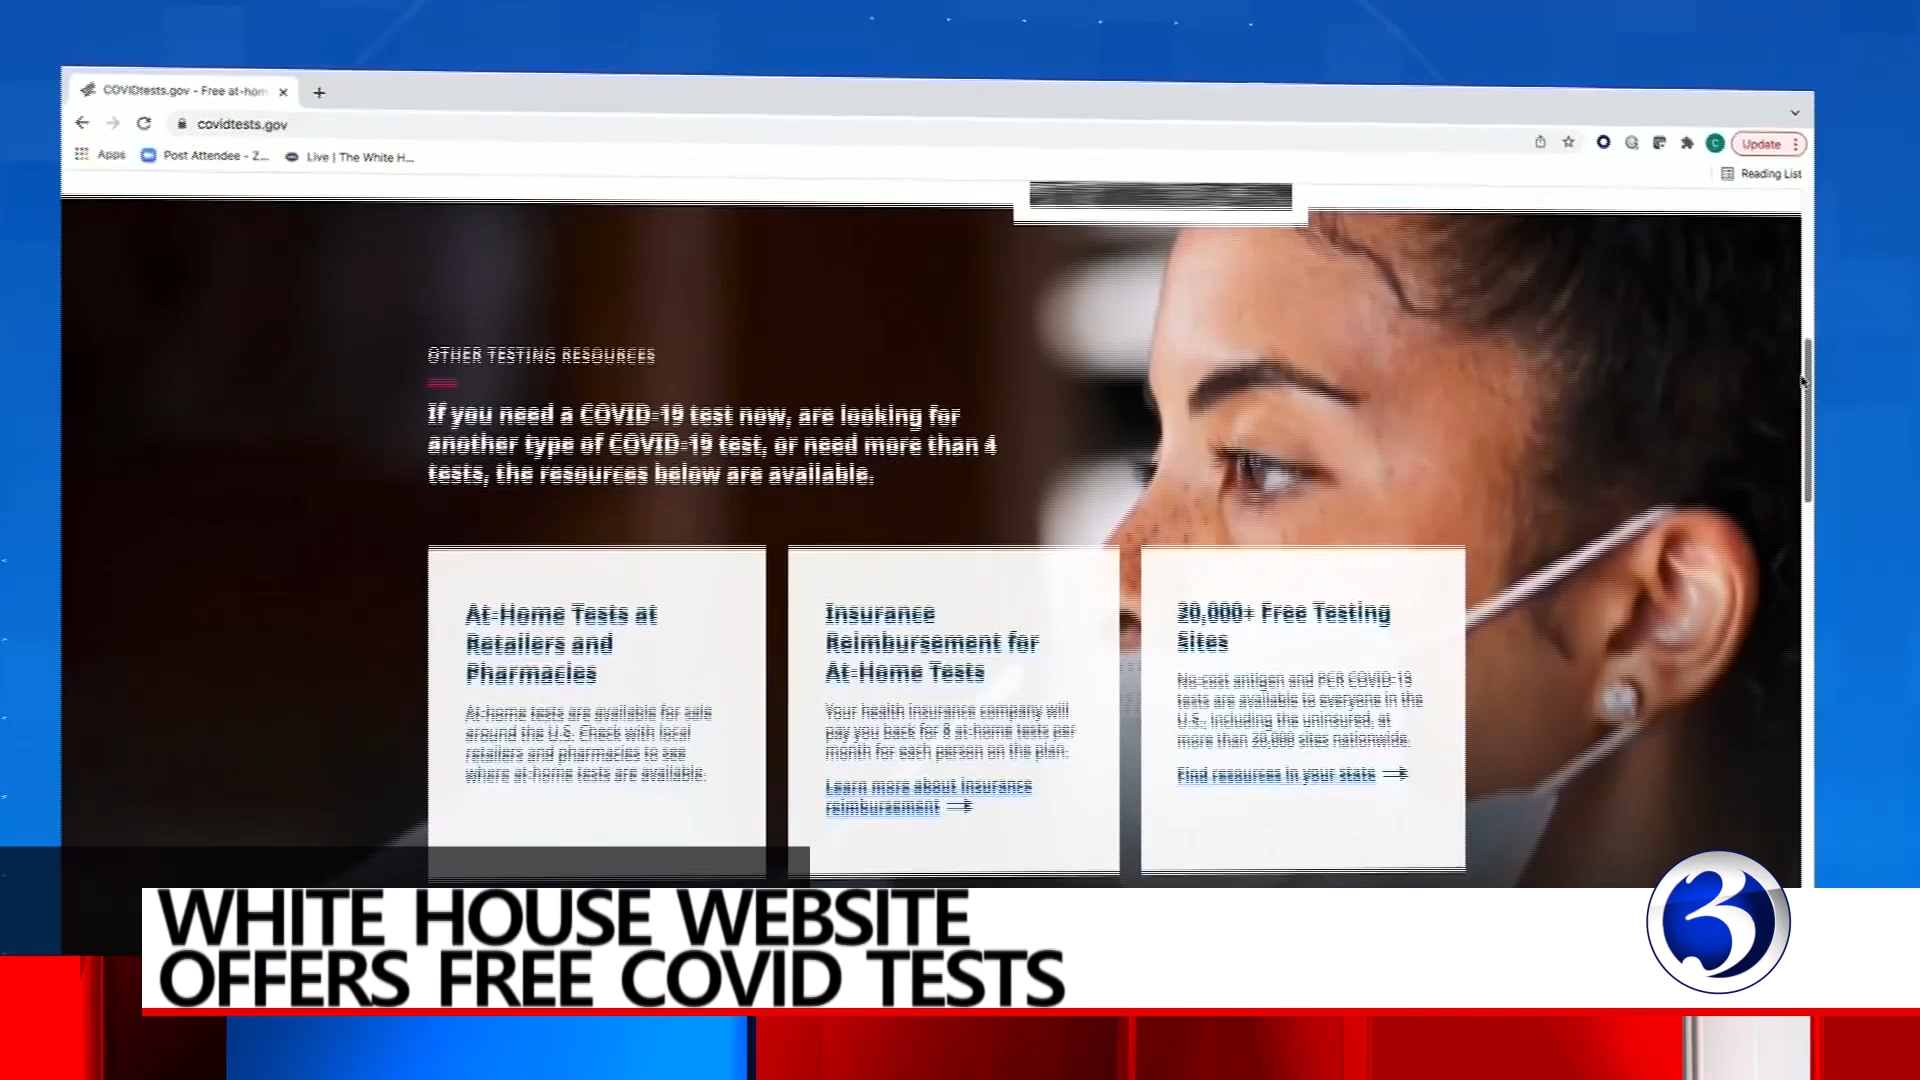 COVIDtests.gov - Free at-hom
covidtests.gov
Update
Apps
Post Attendee - Z...
Live | The White H...
Reading List
OTHER TESTING RESOURCES
If you need a COVID-19 test now, are looking for
another type of COVID-19 test, or need more than 4
tests, the resources below are available.
At-Home Tests at
Retailers and
Pharmacies
At-home tests are available for sale
around the U.S. Check with local
retailers and pharmacies to see
where at-home tests are available.
Insurance
Reimbursement for
At-Home Tests
Your health insurance company will
pay you back for 8 at-home tests per
month for each person on the plan.
Learn more about insurance
reimbursement
20,000+ Free Testing
Sites
No-cost antigen and PCR COVID-19
tests are available to everyone in the
U.S., including the uninsured, at
more than 20,000 sites nationwide.
Find resources in your state
WHITE HOUSE WEBSITE
OFFERS FREE COVID TESTS
3